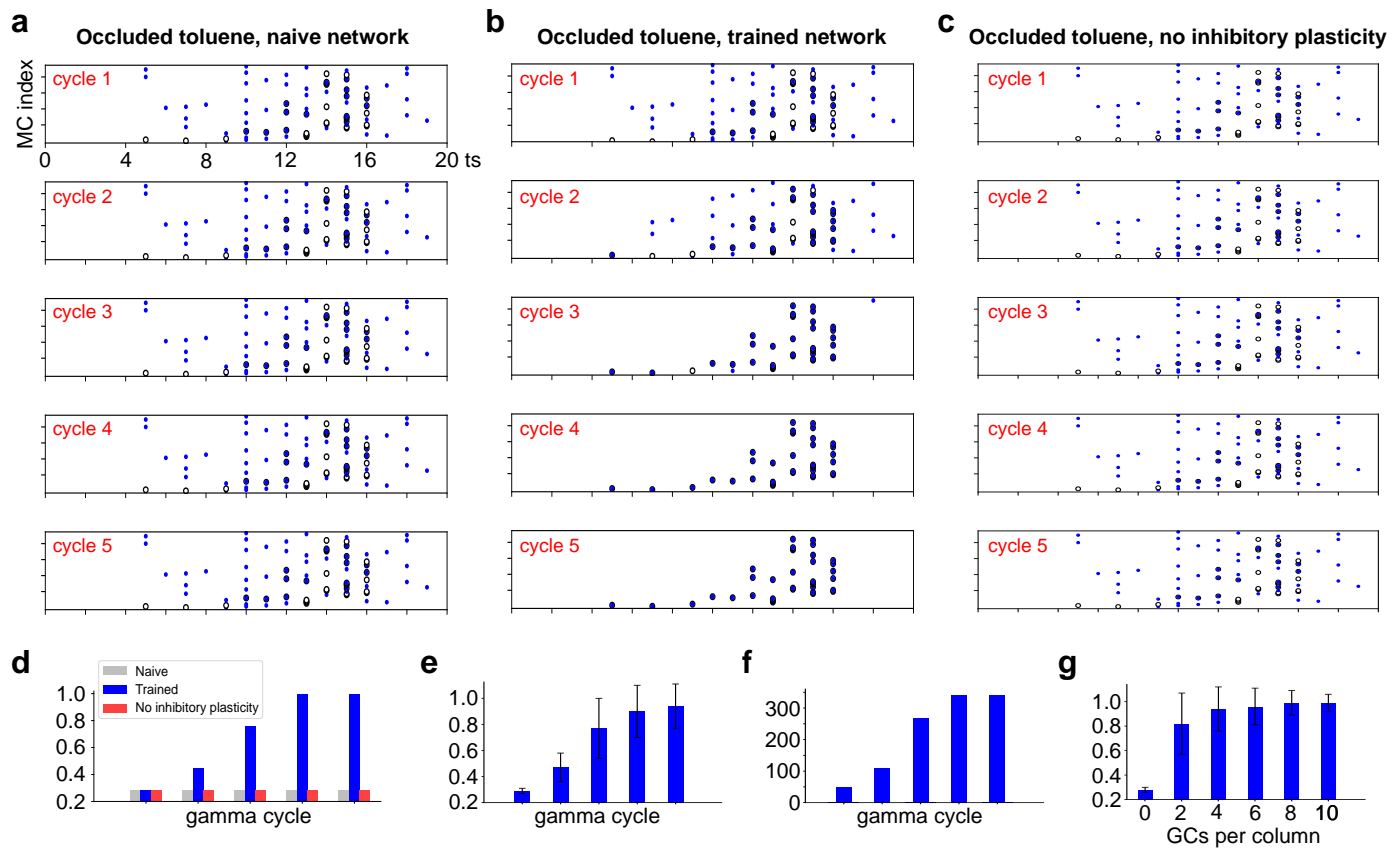 a
Occluded toluene, naive network
MC index
cycle 1
0 4 8 12 16 20 ts
cycle 2
cycle 3
cycle 4
cycle 5
b
Occluded toluene, trained network
cycle 1
cycle 2
cycle 3
cycle 4
cycle 5
c
Occluded toluene, no inhibitory plasticity
cycle 1
cycle 2
cycle 3
cycle 4
cycle 5
d
Naive
Trained
No inhibitory plasticity
1.0
0.8
0.6
0.4
0.2
gamma cycle
e
1.0
0.8
0.6
0.4
0.2
gamma cycle
f
300
200
100
0
gamma cycle
g
1.0
0.8
0.6
0.4
0.2
0 2 4 6 8 10
GCs per column